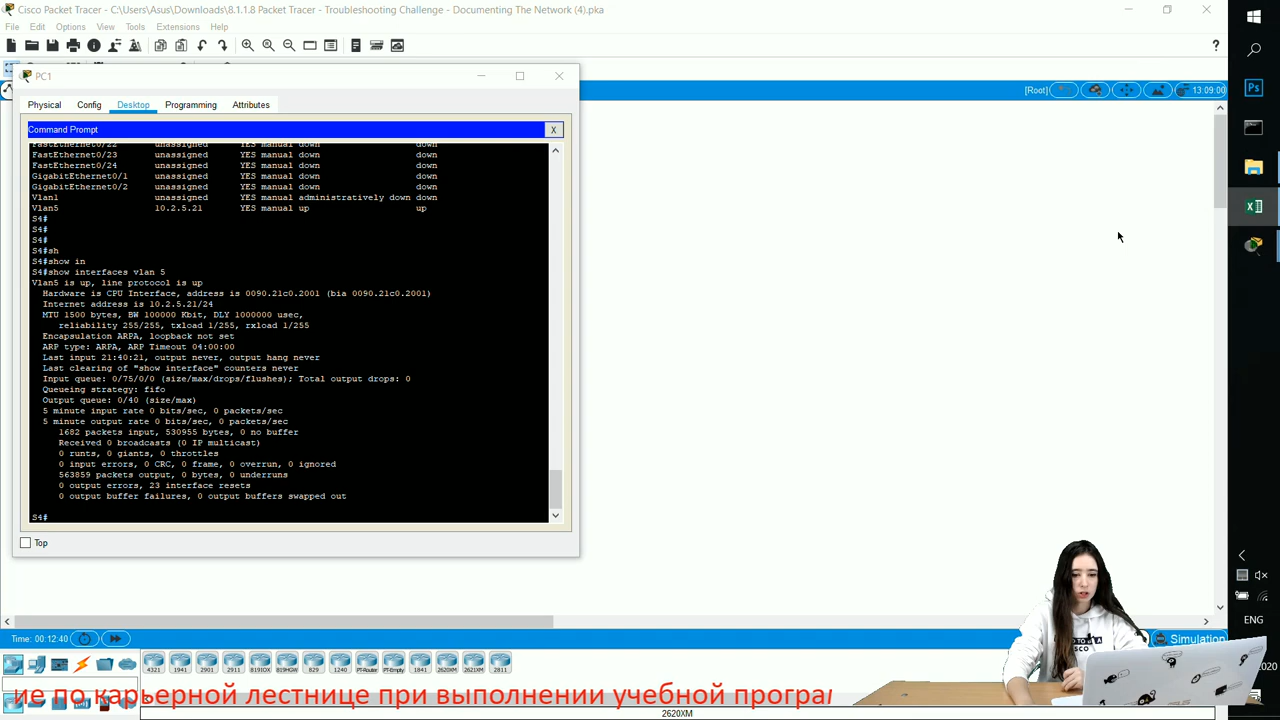 Cisco Packet Tracer - C:\Users\Asus\Downloads\8.1.1.8 Packet Tracer - Troubleshooting Challenge - Documenting The Network (4).pka
File Edit Options View Tools Extensions Help
PC1
[Root] 13:09:00
Physical Config Desktop Programming Attributes
Command Prompt X
FastEthernet0/22 unassigned YES manual down down
FastEthernet0/23 unassigned YES manual down down
FastEthernet0/24 unassigned YES manual down down
GigabitEthernet0/1 unassigned YES manual down down
GigabitEthernet0/2 unassigned YES manual down down
Vlan1 unassigned YES manual administratively down down
Vlan5 10.2.5.21 YES manual up up
S4#
S4#
S4#
S4#sh
S4#show in
S4#show interfaces vlan 5
Vlan5 is up, line protocol is up
Hardware is CPU Interface, address is 0090.21c0.2001 (bia 0090.21c0.2001)
Internet address is 10.2.5.21/24
MTU 1500 bytes, BW 100000 Kbit, DLY 1000000 usec,
reliability 255/255, txload 1/255, rxload 1/255
Encapsulation ARPA, loopback not set
ARP type: ARPA, ARP Timeout 04:00:00
Last input 21:40:21, output never, output hang never
Last clearing of "show interface" counters never
Input queue: 0/75/0/0 (size/max/drops/flushes); Total output drops: 0
Queueing strategy: fifo
Output queue: 0/40 (size/max)
5 minute input rate 0 bits/sec, 0 packets/sec
5 minute output rate 0 bits/sec, 0 packets/sec
1682 packets input, 530955 bytes, 0 no buffer
Received 0 broadcasts (0 IP multicast)
0 runts, 0 giants, 0 throttles
0 input errors, 0 CRC, 0 frame, 0 overrun, 0 ignored
563859 packets output, 0 bytes, 0 underruns
0 output errors, 23 interface resets
0 output buffer failures, 0 output buffers swapped out
S4#
Top
ENG
Time: 00:12:40
Simulation
4321 1941 2901 2911 819IOX 819HGW 829 1240 PT-Router PT-Empty 1841 2620XM 2621XM 2811
ие по карьерной лестнице при выполнении учебной програм
2620XM